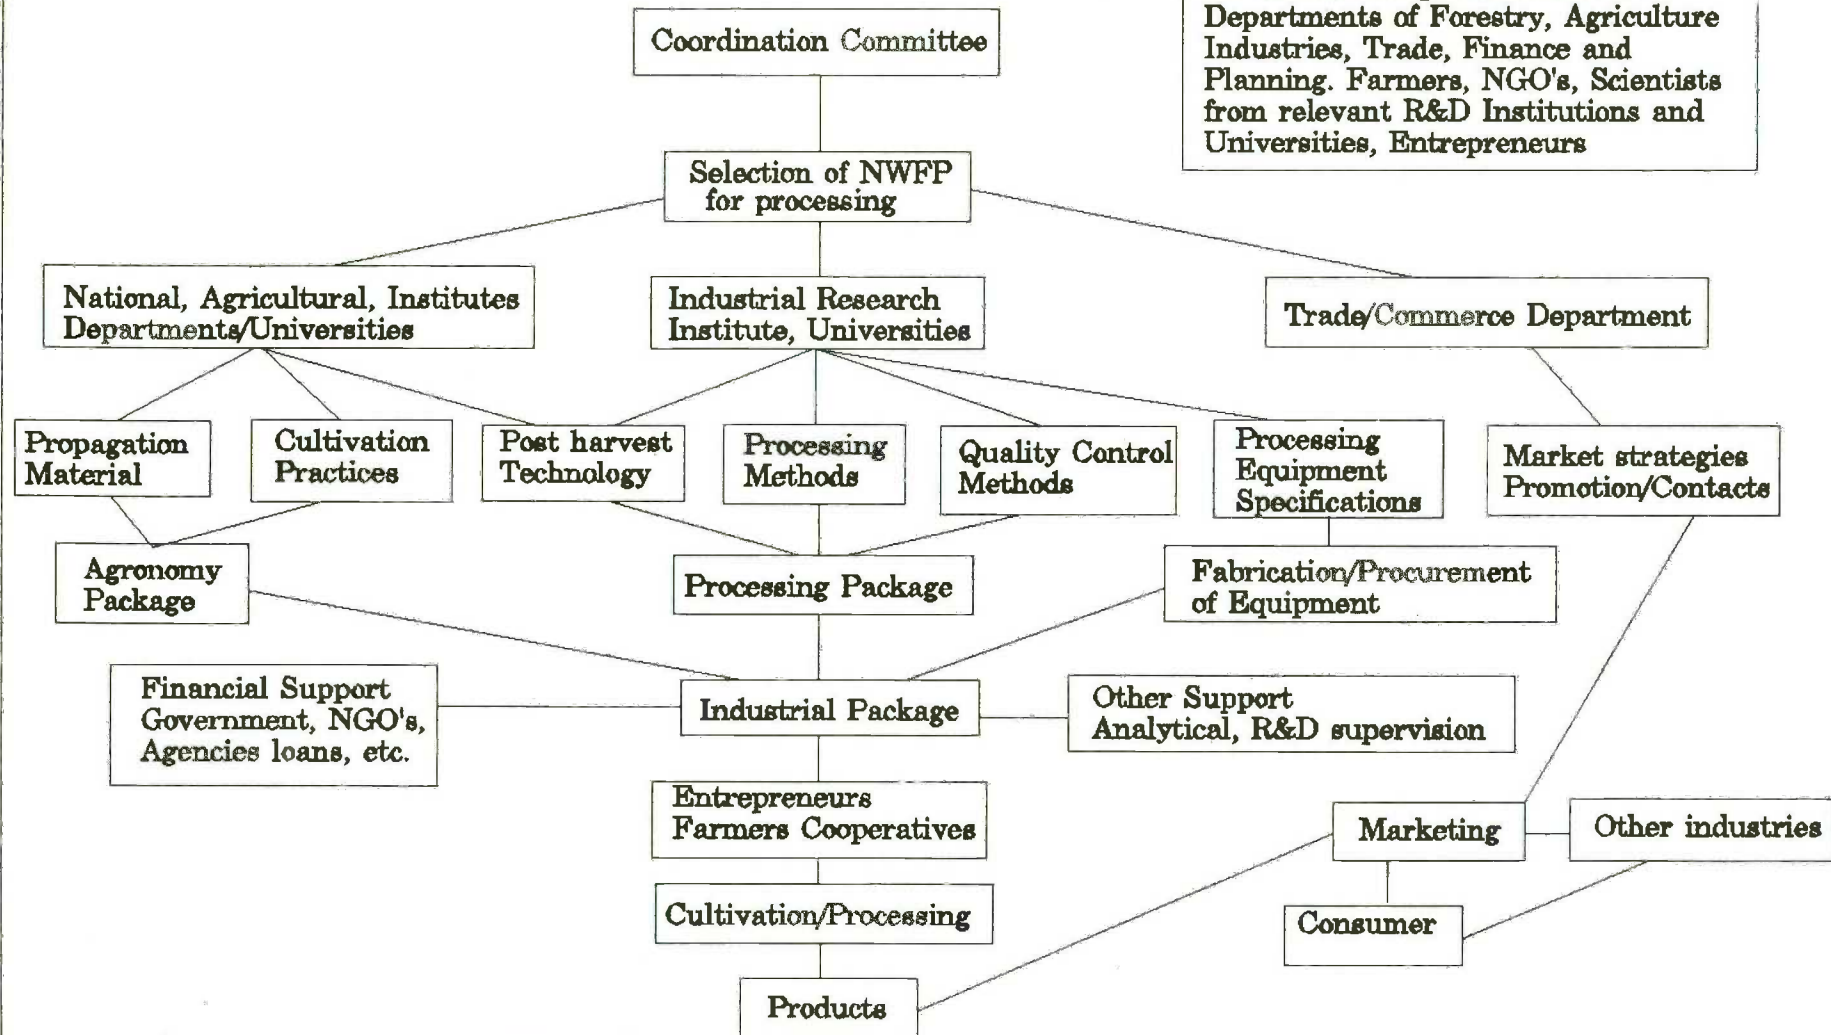 Coordination Committee
Departments of Forestry, Agriculture
Industries, Trade, Finance and
Planning. Farmers, NGO's, Scientists
from relevant R&D Institutions and
Universities, Entrepreneurs
Selection of NWFP
for processing
National, Agricultural, Institutes
Departments/Universities
Industrial Research
Institute, Universities
Trade/Commerce Department
Propagation
Material
Cultivation
Practices
Post harvest
Technology
Processing
Methods
Quality Control
Methods
Processing
Equipment
Specifications
Market strategies
Promotion/Contacts
Agronomy
Package
Processing Package
Fabrication/Procurement
of Equipment
Financial Support
Government, NGO's,
Agencies loans, etc.
Industrial Package
Other Support
Analytical, R&D supervision
Entrepreneurs
Farmers Cooperatives
Marketing
Other industries
Cultivation/Processing
Consumer
Products